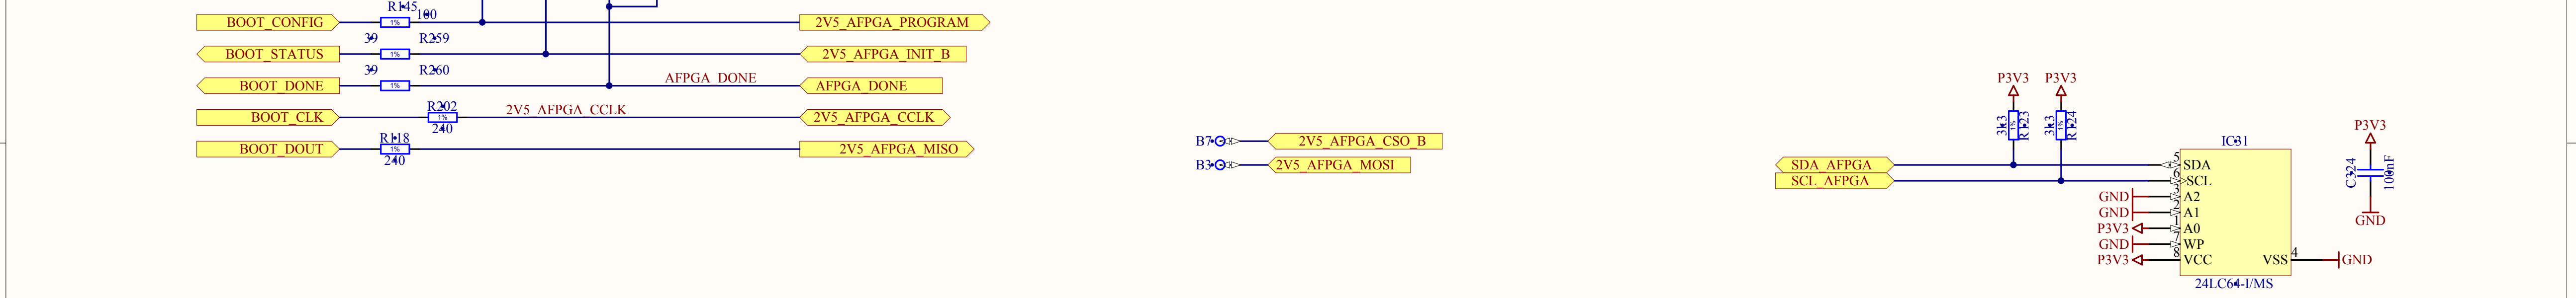 R145
100
BOOT_CONFIG
1%
2V5_AFPGA_PROGRAM
39
R259
BOOT_STATUS
1%
2V5_AFPGA_INIT_B
39
R260
BOOT_DONE
1%
AFPGA_DONE
AFPGA_DONE
R202
BOOT_CLK
1%
240
2V5_AFPGA_CCLK
2V5_AFPGA_CCLK
R118
BOOT_DOUT
1%
240
2V5_AFPGA_MISO
B7
2V5_AFPGA_CSO_B
B3
2V5_AFPGA_MOSI
P3V3
P3V3
3k3
1%
R123
3k3
1%
R124
SDA_AFPGA
SCL_AFPGA
IC31
5
SDA
6
SCL
GND
3
A2
GND
2
A1
P3V3
1
A0
GND
7
WP
P3V3
8
VCC
VSS
4
GND
24LC64-I/MS
P3V3
C324
100nF
GND